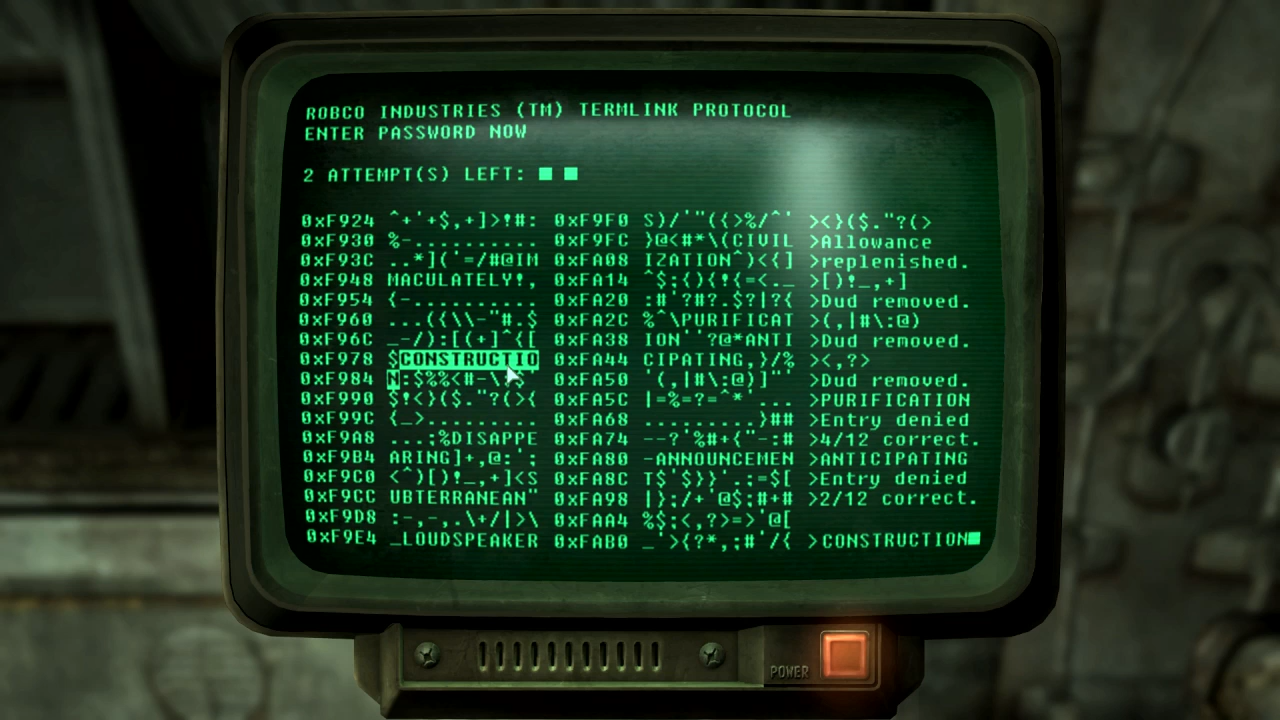 ROBCO INDUSTRIES (TM) TERMLINK PROTOCOL
ENTER PASSWORD NOW
2 ATTEMPT(S) LEFT: ■ ■
0xF924 ^+'+$,+]>!#: 0xF9F0 S)/'"({>%/^' ><}($."?(>
0xF930 %-.......... 0xF9FC }@<#*\(CIVIL >Allowance
0xF93C ..*](`=/#@IM 0xFA08 IZATION^)<{] >replenished.
0xF948 MACULATELY!, 0xFA14 ^$;{){{!{=<._ >[)!_,+]
0xF954 {-.......... 0xFA20 :#'?#?.$?|?{ >Dud removed.
0xF960 ...({\\-"#.$ 0xFA2C %^\PURIFICAT >(,|#\:@)
0xF96C _-/):[(+]^{[ 0xFA38 ION''?@*ANTI >Dud removed.
0xF978 $CONSTRUCTIO 0xFA44 CIPATING,}/% ><,?>
0xF984 N:$%%<#-\?$" 0xFA50 '(,|#\:@)]"' >Dud removed.
0xF990 $!<}($."?(>{ 0xFA5C |=%=?=^*'... >PURIFICATION
0xF99C {_>......... 0xFA68 .........}## >Entry denied
0xF9A8 ...;%DISAPPE 0xFA74 --?'%#+{"-:# >4/12 correct.
0xF9B4 ARING]+,@:'; 0xFA80 -ANNOUNCEMEN >ANTICIPATING
0xF9C0 <^)[)!_,+]<S 0xFA8C T$'$}}'.:=$[ >Entry denied
0xF9CC UBTERRANEAN" 0xFA98 |};/+'@$;#+# >2/12 correct.
0xF9D8 :-,-,.\+/|>\ 0xFAA4 %$;<,?>=>'@[
0xF9E4 _LOUDSPEAKER 0xFAB0 _'>{?*,;#'/{ >CONSTRUCTION■
POWER